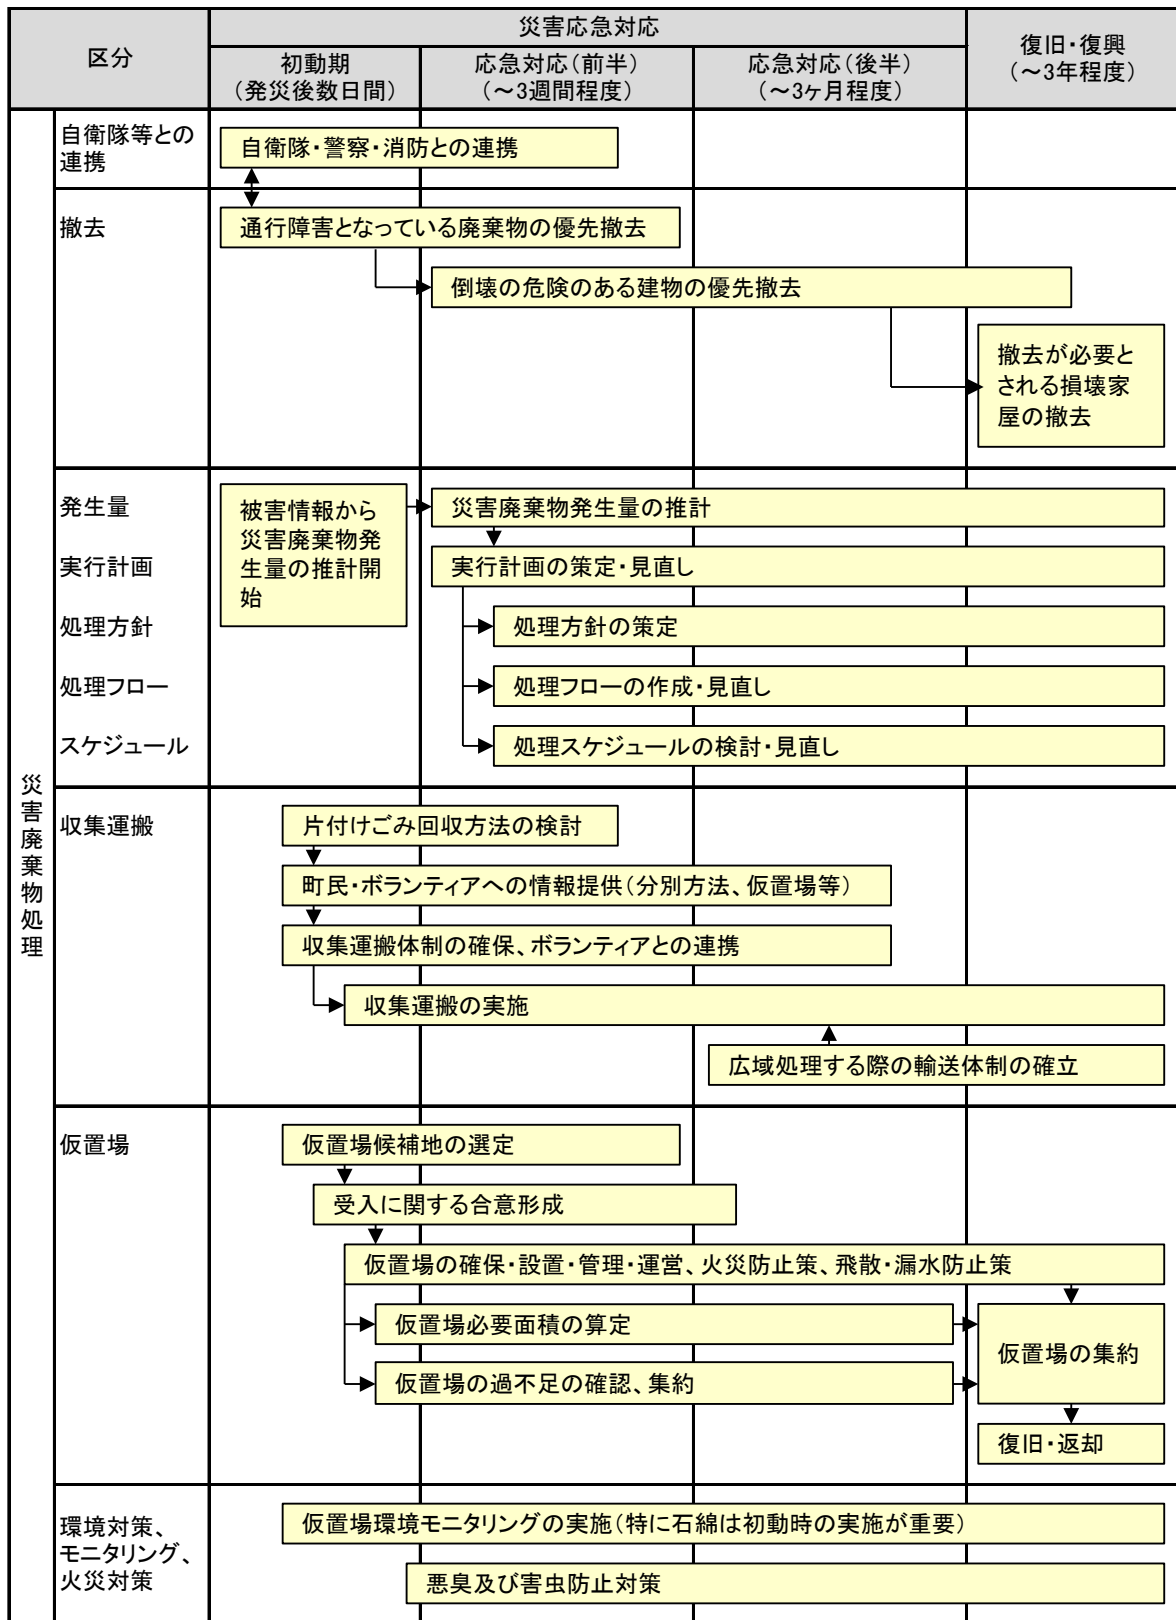 区分
災害応急対応
初動期
(発災後数日間)
応急対応(前半)
(～3週間程度)
応急対応(後半)
(～3ヶ月程度)
復旧・復興
(～3年程度)
災害廃棄物処理
自衛隊等との
連携
自衛隊・警察・消防との連携
撤去
通行障害となっている廃棄物の優先撤去
倒壊の危険のある建物の優先撤去
撤去が必要と
される損壊家
屋の撤去
発生量
被害情報から
災害廃棄物発
生量の推計開
始
災害廃棄物発生量の推計
実行計画
実行計画の策定・見直し
処理方針
処理方針の策定
処理フロー
処理フローの作成・見直し
スケジュール
処理スケジュールの検討・見直し
収集運搬
片付けごみ回収方法の検討
町民・ボランティアへの情報提供(分別方法、仮置場等)
収集運搬体制の確保、ボランティアとの連携
収集運搬の実施
広域処理する際の輸送体制の確立
仮置場
仮置場候補地の選定
受入に関する合意形成
仮置場の確保・設置・管理・運営、火災防止策、飛散・漏水防止策
仮置場必要面積の算定
仮置場の過不足の確認、集約
仮置場の集約
復旧・返却
環境対策、
モニタリング、
火災対策
仮置場環境モニタリングの実施(特に石綿は初動時の実施が重要)
悪臭及び害虫防止対策